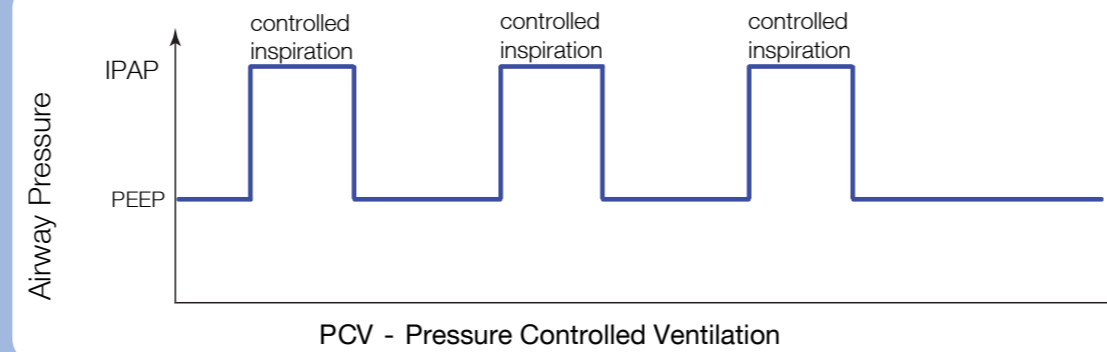 controlled
inspiration
controlled
inspiration
controlled
inspiration
IPAP
PEEP
Airway Pressure
PCV - Pressure Controlled Ventilation